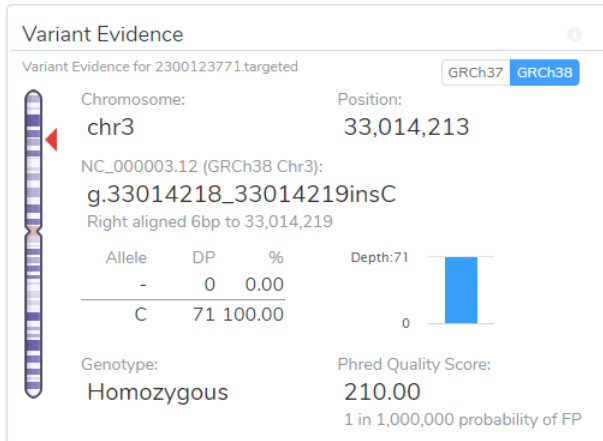 Variant Evidence
Variant Evidence for 2300123771.targeted
GRCh37 GRCh38
Chromosome: Position:
chr3 33,014,213
NC_000003.12 (GRCh38 Chr3):
g.33014218_33014219insC
Right aligned 6bp to 33,014,219
Allele DP % Depth:71
- 0 0.00
C 71 100.00 0
Genotype: Phred Quality Score:
Homozygous 210.00
1 in 1,000,000 probability of FP